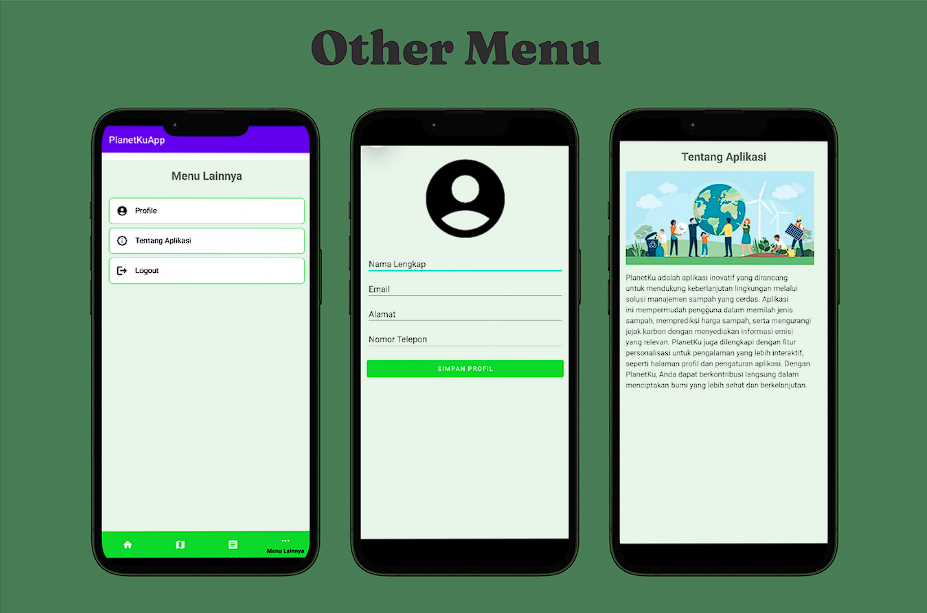 Other Menu
PlanetKuApp
Menu Lainnya
Profile
Tentang Aplikasi
Logout
Menu Lainnya
Nama Lengkap
Email
Alamat
Nomor Telepon
SIMPAN PROFIL
Tentang Aplikasi
PlanetKu adalah aplikasi inovatif yang dirancang
untuk mendukung keberlanjutan lingkungan melalui
solusi manajemen sampah yang cerdas. Aplikasi
ini mempermudah pengguna dalam memilah jenis
sampah, memprediksi harga sampah, serta mengurangi
jejak karbon dengan menyediakan informasi emisi
yang relevan. PlanetKu juga dilengkapi dengan fitur
personalisasi untuk pengalaman yang lebih interaktif,
seperti halaman profil dan pengaturan aplikasi. Dengan
PlanetKu, Anda dapat berkontribusi langsung dalam
menciptakan bumi yang lebih sehat dan berkelanjutan.